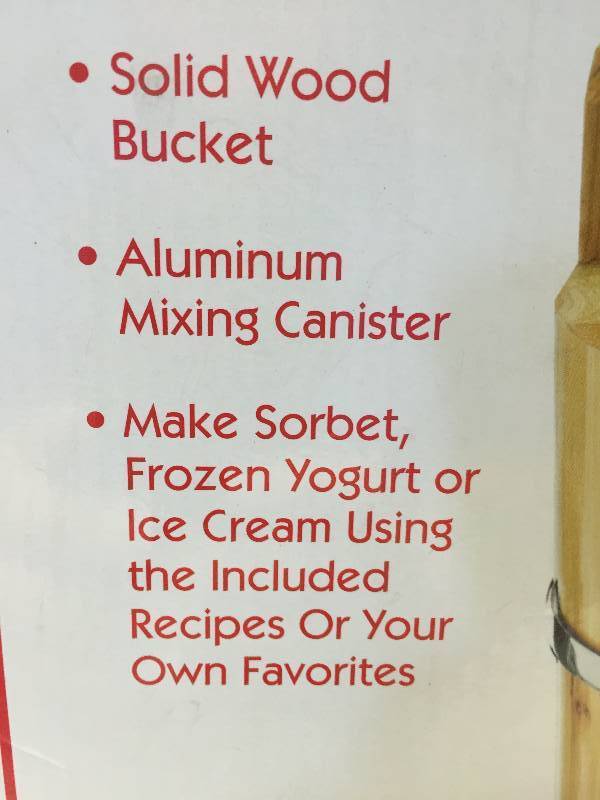 • Solid Wood
Bucket
• Aluminum
Mixing Canister
• Make Sorbet,
Frozen Yogurt or
Ice Cream Using
the Included
Recipes Or Your
Own Favorites